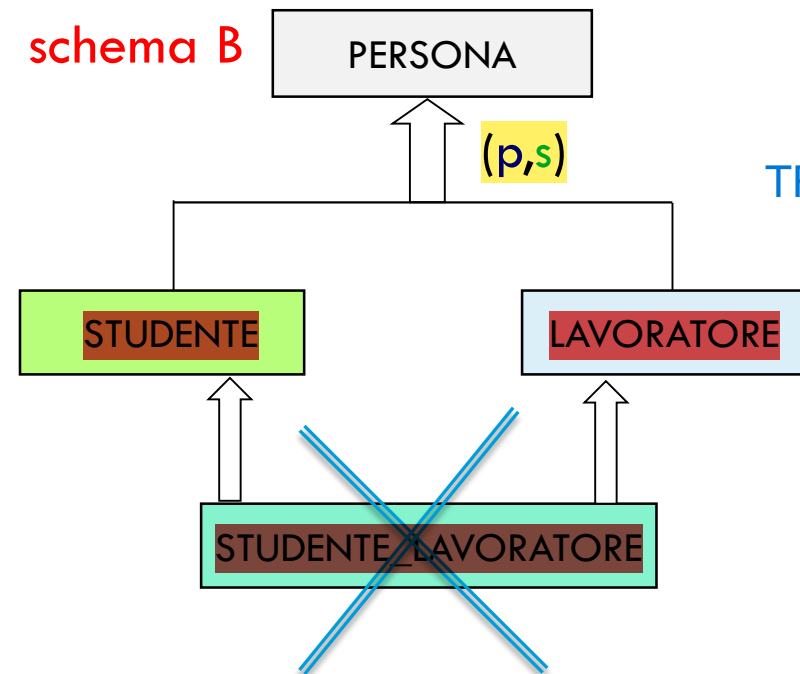 schema B
PERSONA
(p,s)
STUDENTE
LAVORATORE
STUDENTE_LAVORATORE